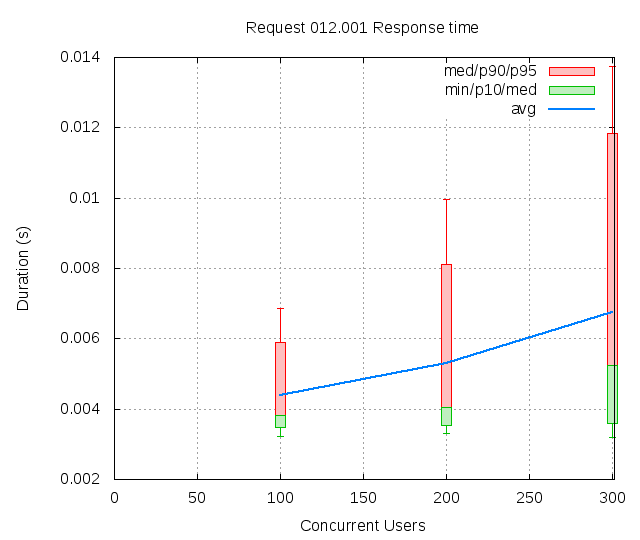 Request 012.001 Response time
0.014
med/p90/p95
min/p10/med
avg
0.012
0.01
0.008
Duration (s)
0.006
0.004
0.002
0 50 100 150 200 250 300
Concurrent Users